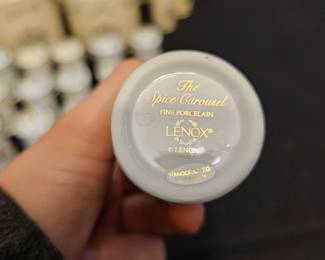 The
Spice Carousel
FINE PORCELAIN
LENOX®
© LENOX